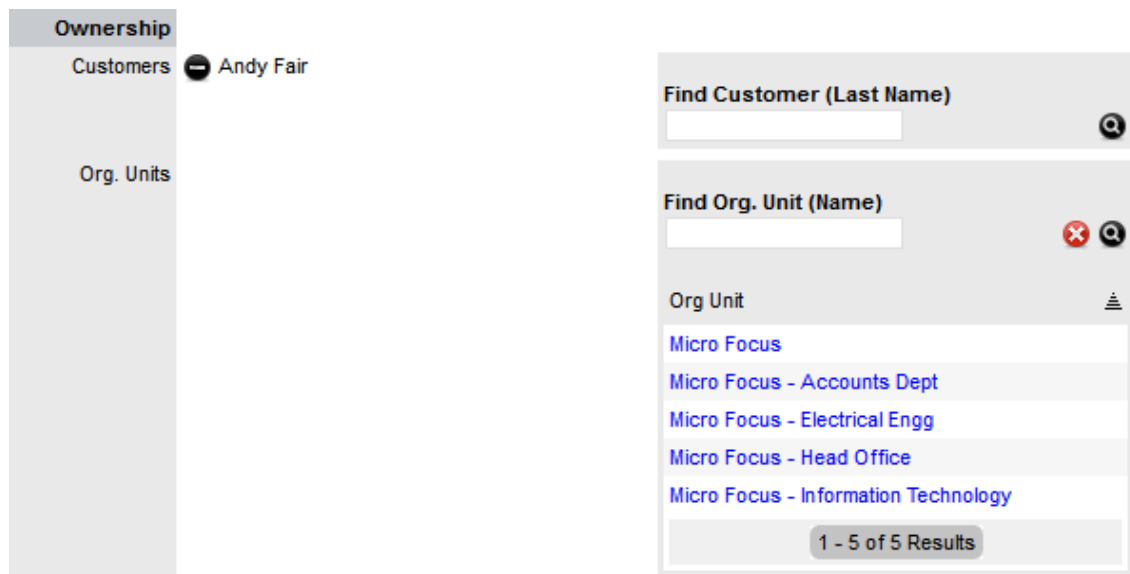 Ownership
Customers Andy Fair
Find Customer (Last Name)
Org. Units
Find Org. Unit (Name)
Org Unit
Micro Focus
Micro Focus - Accounts Dept
Micro Focus - Electrical Engg
Micro Focus - Head Office
Micro Focus - Information Technology
1 - 5 of 5 Results